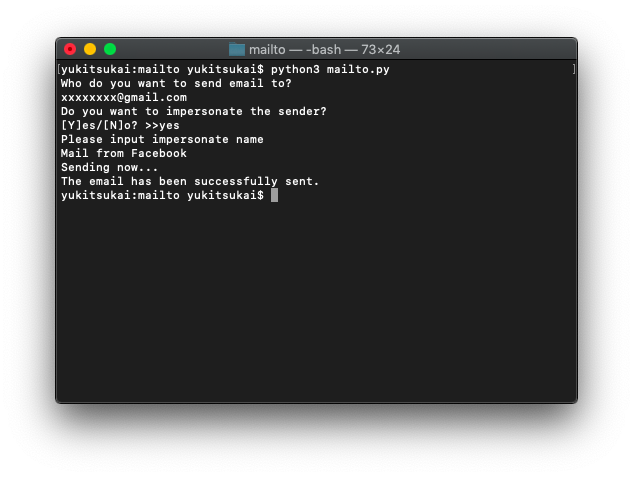 mailto — -bash — 73×24
[yukitsukai:mailto yukitsukai$ python3 mailto.py ]
Who do you want to send email to?
xxxxxxxx@gmail.com
Do you want to impersonate the sender?
[Y]es/[N]o? >>yes
Please input impersonate name
Mail from Facebook
Sending now...
The email has been successfully sent.
yukitsukai:mailto yukitsukai$